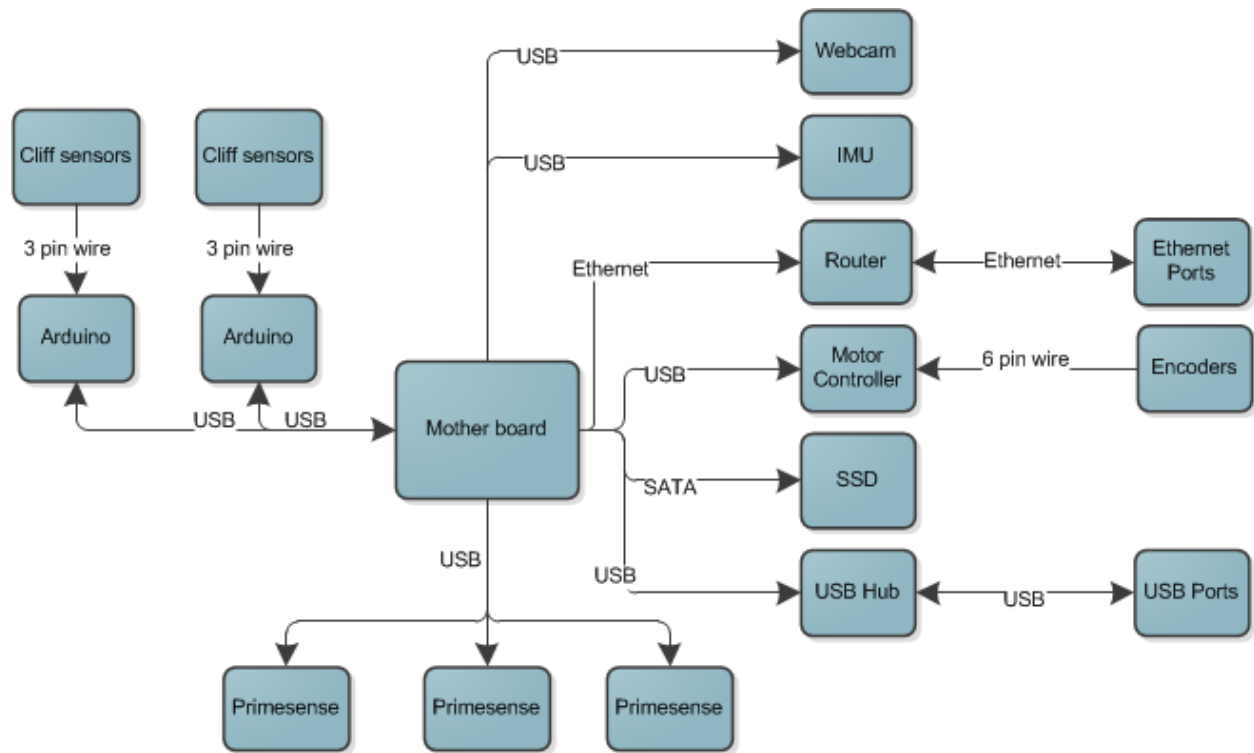 Webcam
USB
Cliff sensors
Cliff sensors
IMU
USB
3 pin wire
3 pin wire
Ethernet
Router
Ethernet
Ethernet
Ports
Arduino
Arduino
USB
Motor
Controller
6 pin wire
Encoders
USB
USB
Mother board
SATA
SSD
USB
USB
USB Hub
USB
USB Ports
Primesense
Primesense
Primesense